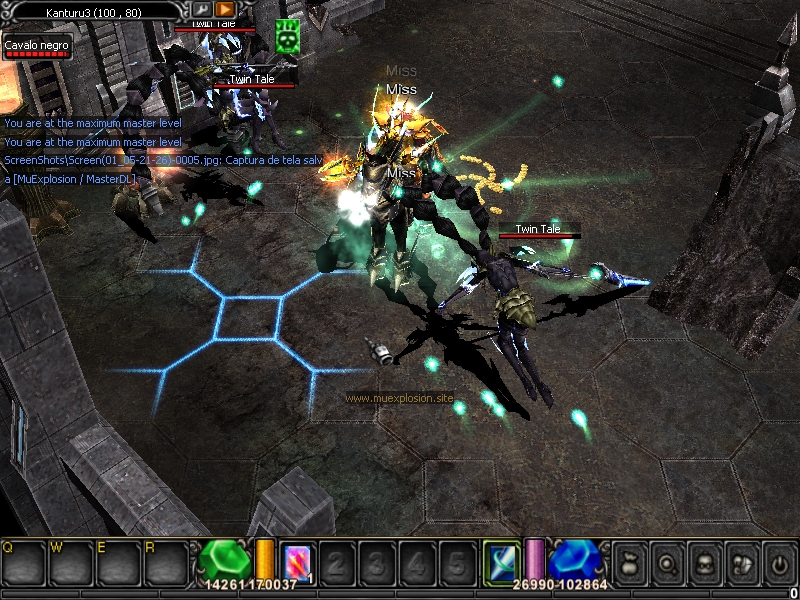 Kanturu3 (100 , 80)
Twin Tale
Cavalo negro
Twin Tale
Miss
Miss
You are at the maximum master level
You are at the maximum master level
ScreenShots\Screen(01_05-21-26)-0005.jpg: Captura de tela salv
a [MuExplosion / MasterDL]
Miss
Twin Tale
www.muexplosion.site
Q W E R
1 2 3 4 5
14261 17.0037
26990 102864
0